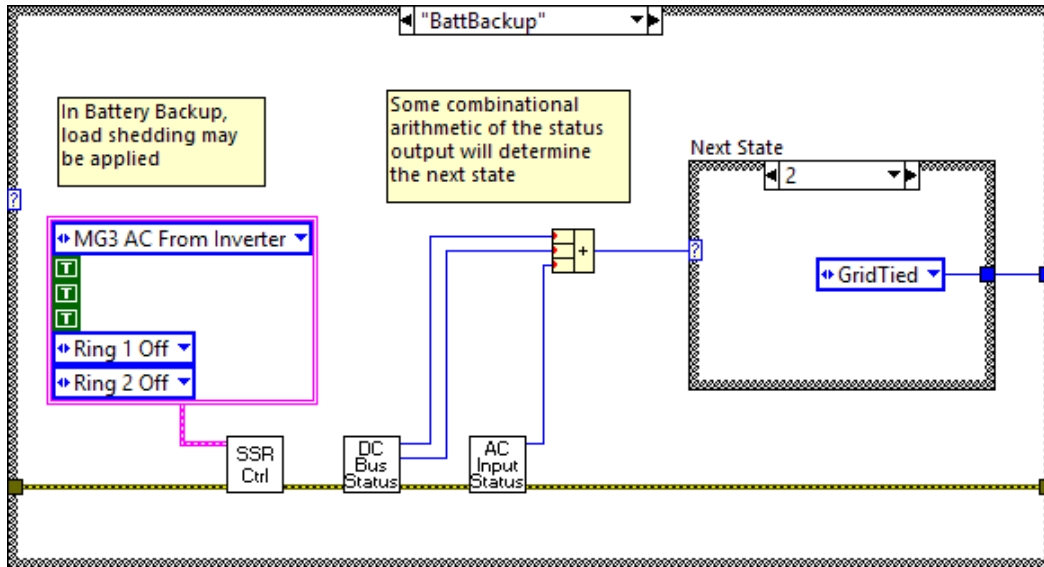 "BattBackup"
In Battery Backup,
load shedding may
be applied
Some combinational
arithmetic of the status
output will determine
the next state
Next State
2
?
?
MG3 AC From Inverter
T
T
T
+
GridTied
Ring 1 Off
Ring 2 Off
SSR
Ctrl
DC
Bus
Status
AC
Input
Status